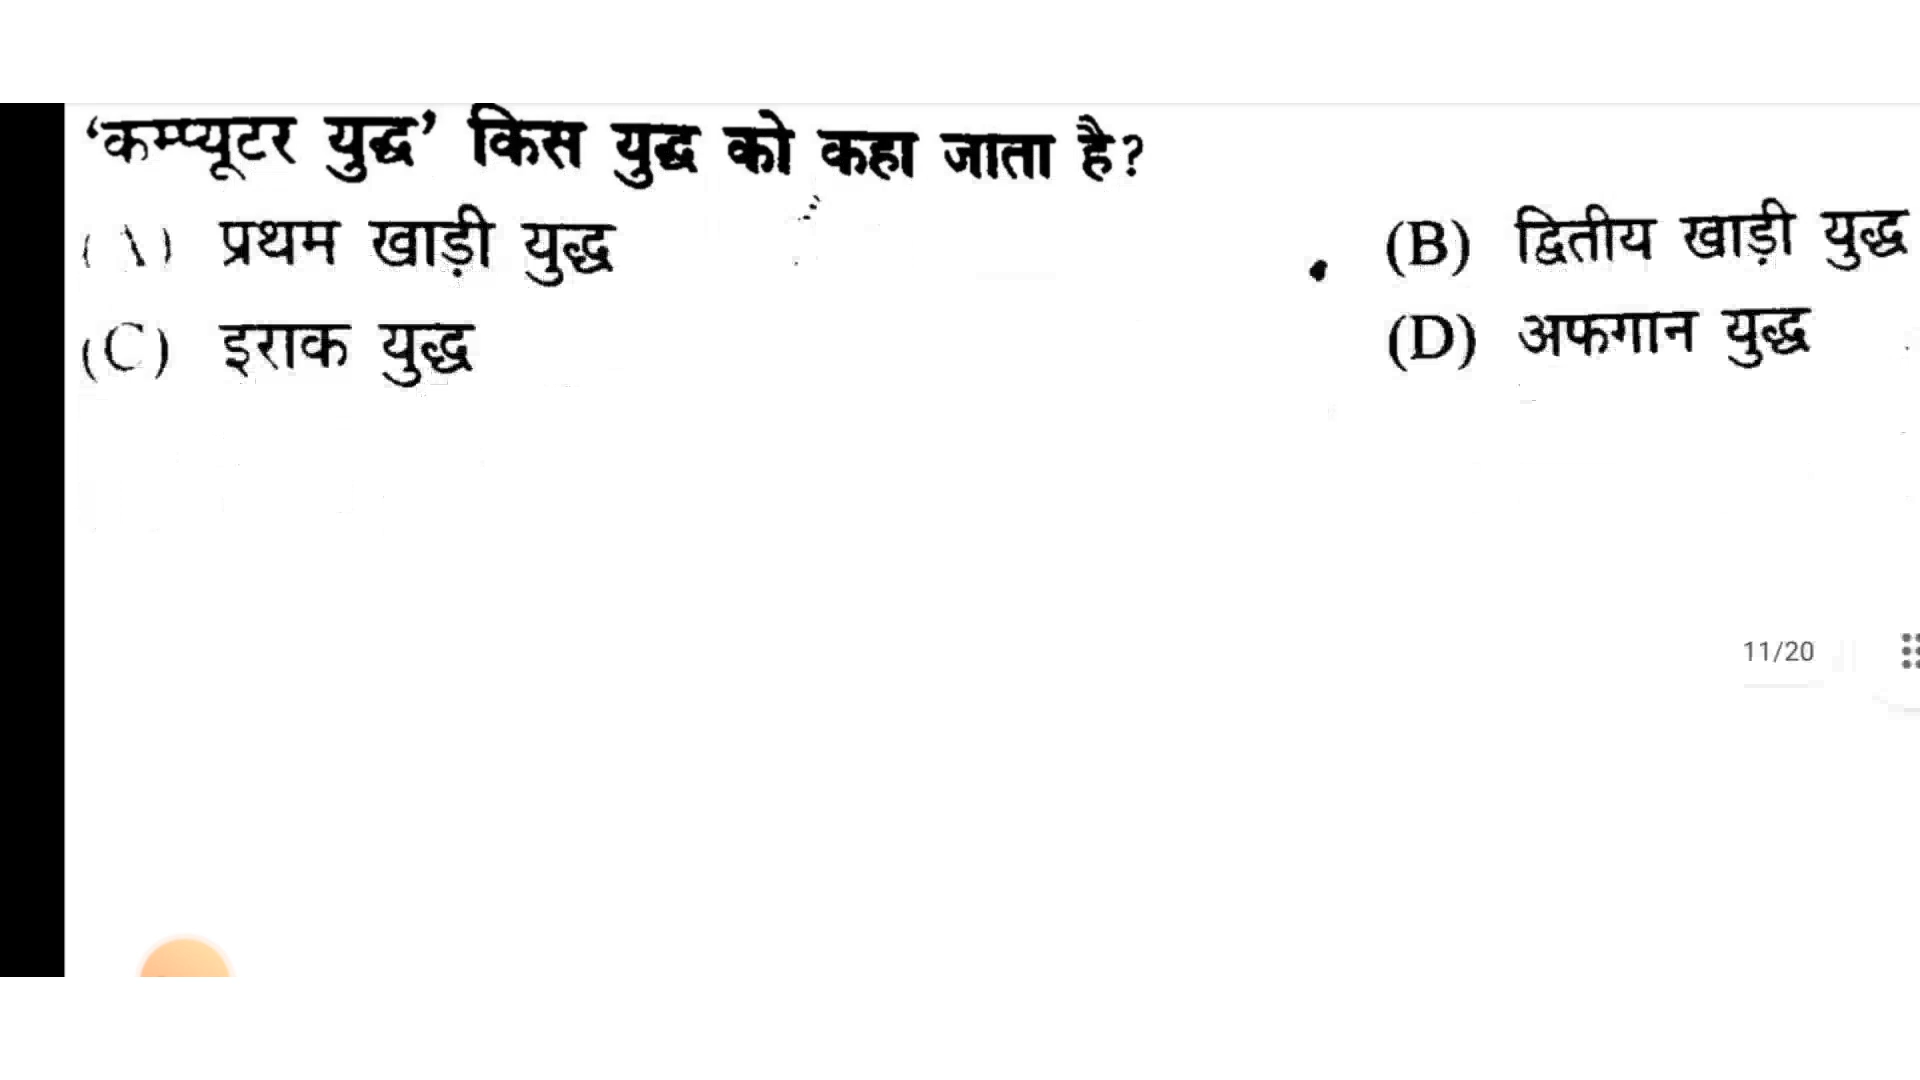 ‘कम्प्यूटर युद्ध’ किस युद्ध को कहा जाता है?
(A) प्रथम खाड़ी युद्ध
(B) द्वितीय खाड़ी युद्ध
(C) इराक युद्ध
(D) अफगान युद्ध
11/20